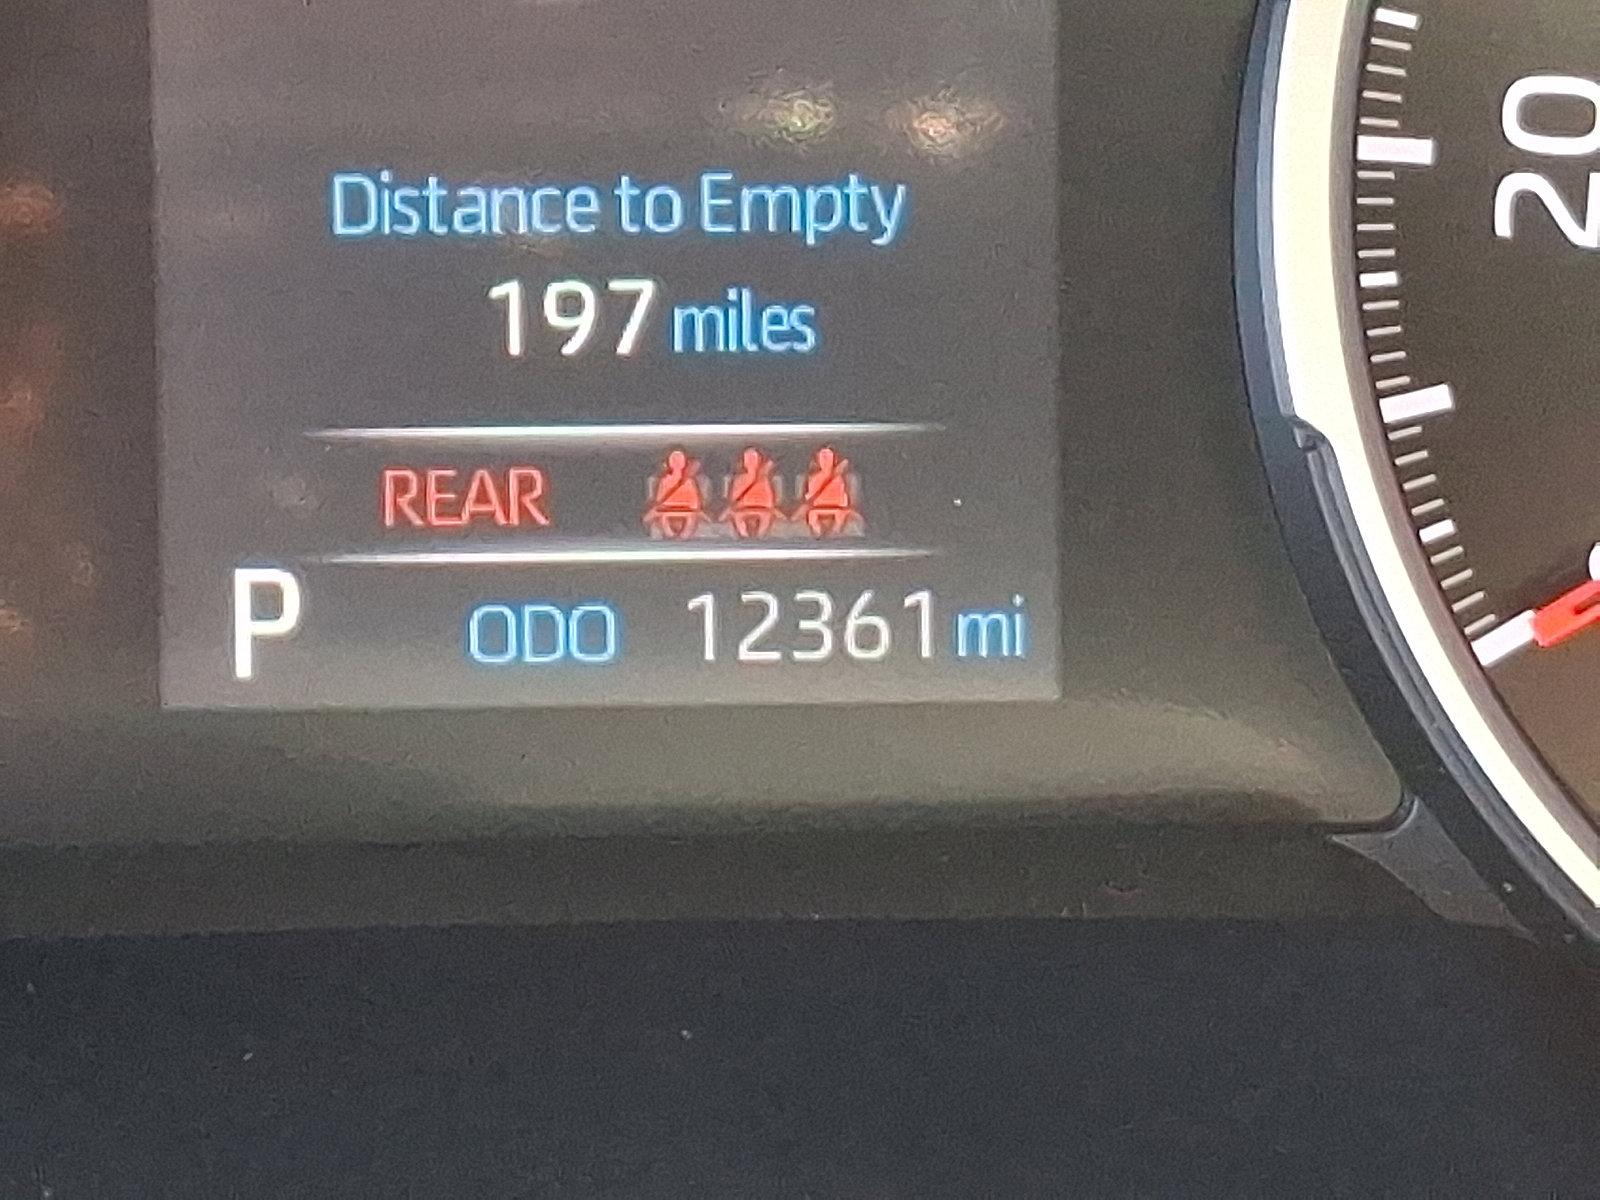 Distance to Empty
197 miles
REAR
P ODO 12361 mi
20